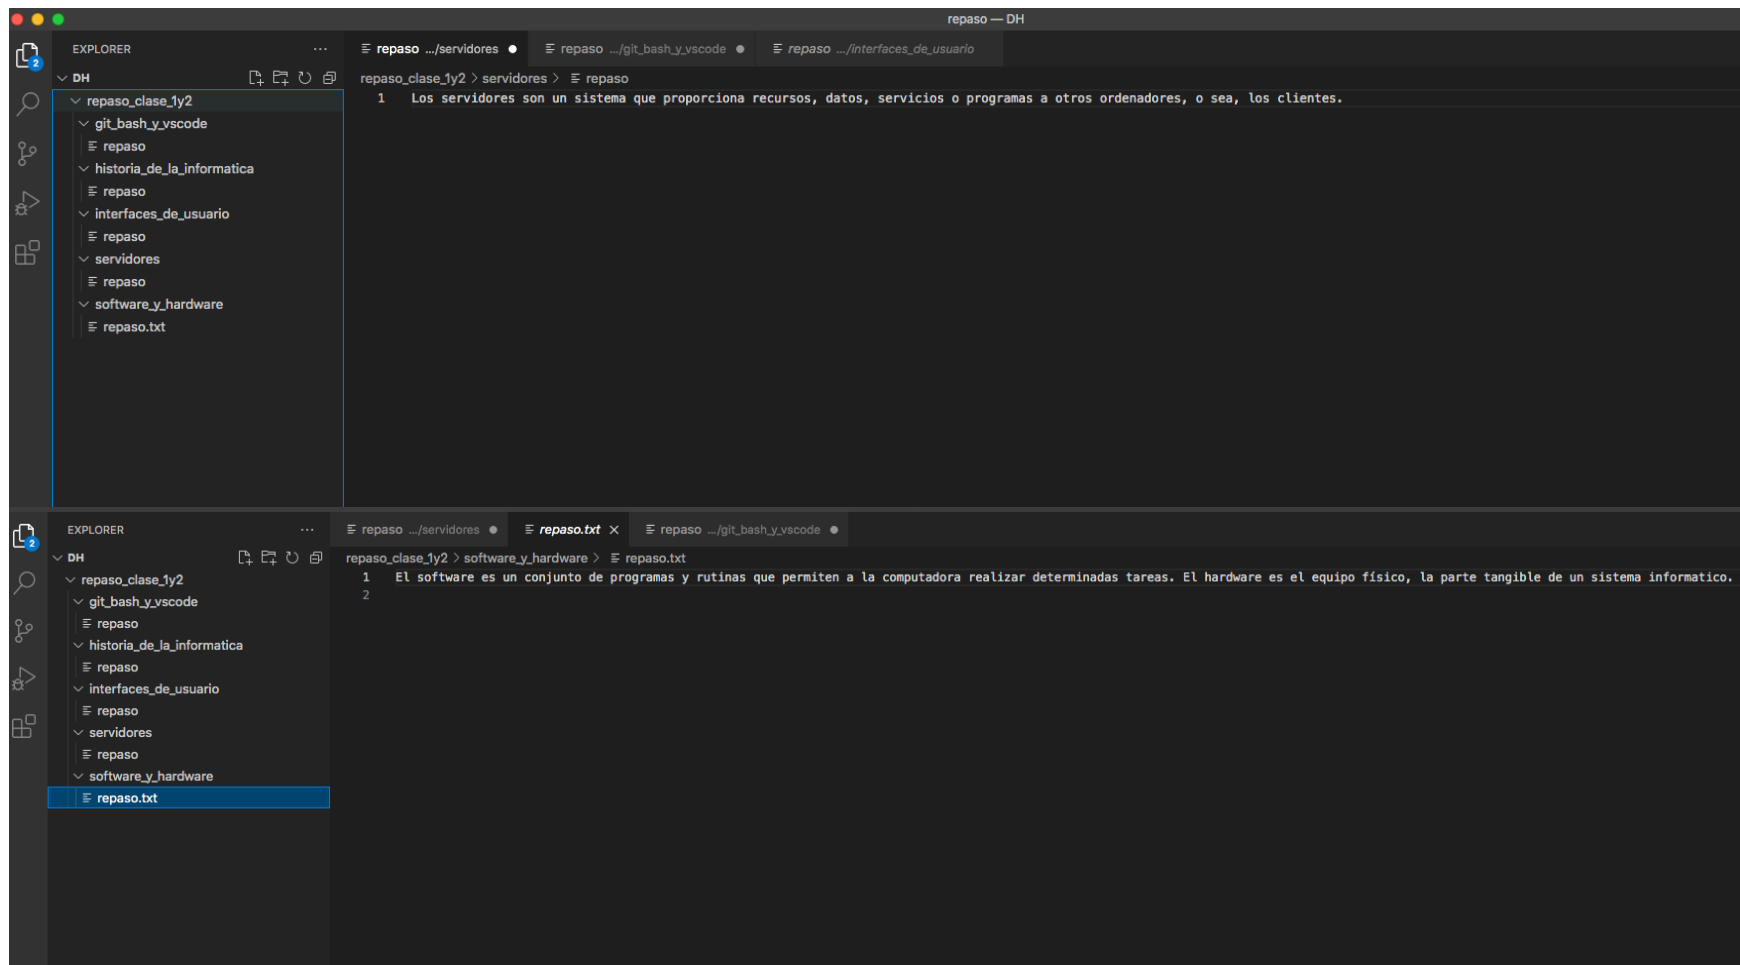 repaso — DH
EXPLORER
repaso .../servidores
repaso .../git_bash_y_vscode
repaso .../interfaces_de_usuario
DH
repaso_clase_1y2 > servidores > repaso
repaso_clase_1y2
1 Los servidores son un sistema que proporciona recursos, datos, servicios o programas a otros ordenadores, o sea, los clientes.
git_bash_y_vscode
repaso
historia_de_la_informatica
repaso
interfaces_de_usuario
repaso
servidores
repaso
software_y_hardware
repaso.txt
2
EXPLORER
repaso .../servidores
repaso.txt
repaso .../git_bash_y_vscode
DH
repaso_clase_1y2 > software_y_hardware > repaso.txt
repaso_clase_1y2
1 El software es un conjunto de programas y rutinas que permiten a la computadora realizar determinadas tareas. El hardware es el equipo físico, la parte tangible de un sistema informatico.
2
git_bash_y_vscode
repaso
historia_de_la_informatica
repaso
interfaces_de_usuario
repaso
servidores
repaso
software_y_hardware
repaso.txt
2